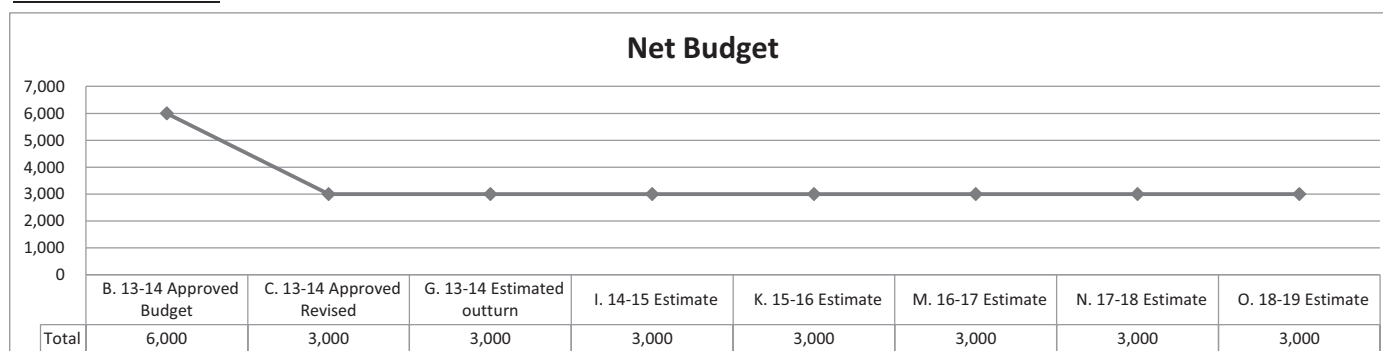 Net Budget
7,000
6,000
5,000
4,000
3,000
2,000
1,000
0
B. 13-14 Approved Budget C. 13-14 Approved Revised G. 13-14 Estimated outturn I. 14-15 Estimate K. 15-16 Estimate M. 16-17 Estimate N. 17-18 Estimate O. 18-19 Estimate
Total 6,000 3,000 3,000 3,000 3,000 3,000 3,000 3,000